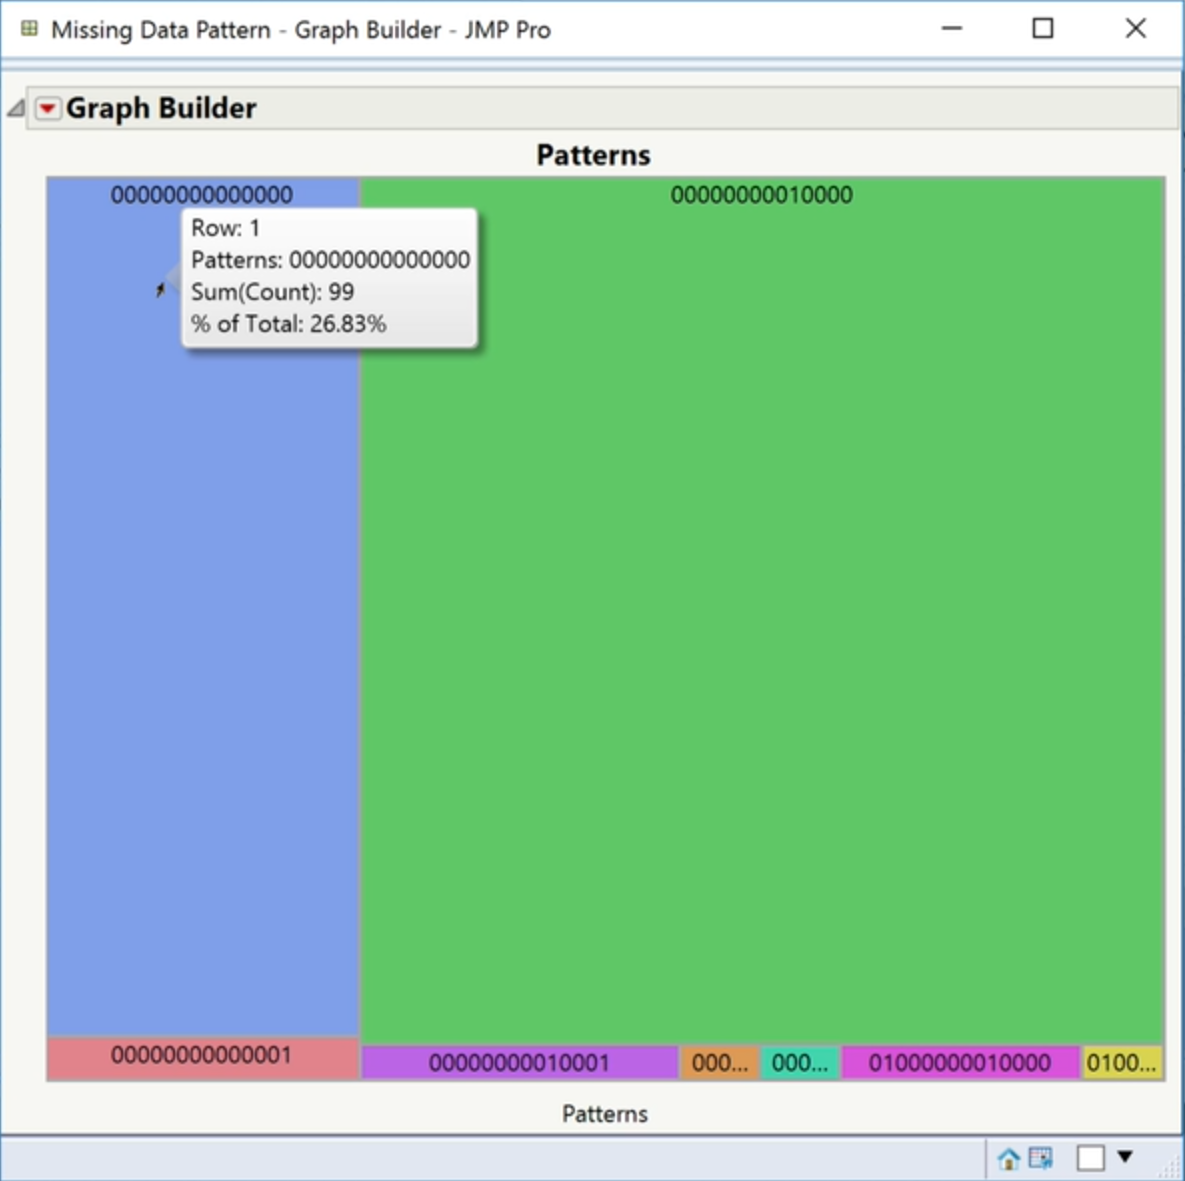 Missing Data Pattern - Graph Builder - JMP Pro
Graph Builder
Patterns
00000000000000
00000000010000
Row: 1
Patterns: 00000000000000
Sum(Count): 99
% of Total: 26.83%
00000000000001
00000000010001
000...
000...
01000000010000
0100...
Patterns